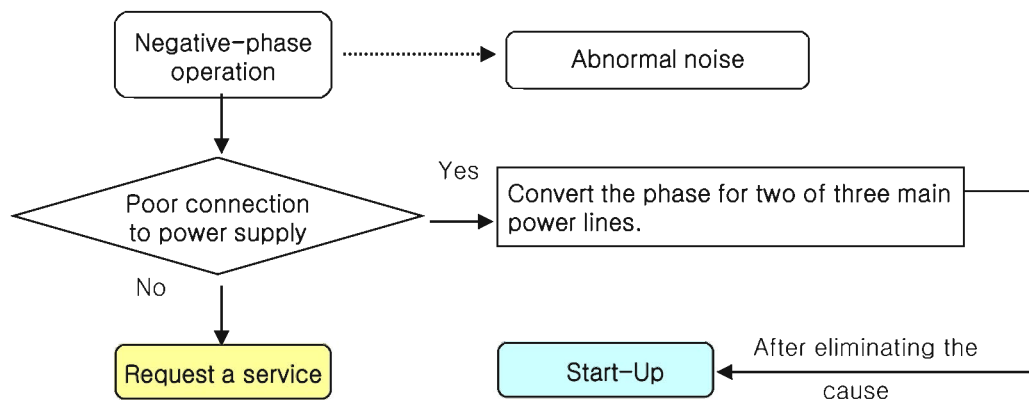 Negative-phase
operation
Abnormal noise
Poor connection
to power supply
Yes
Convert the phase for two of three main
power lines.
No
Request a service
Start-Up
After eliminating the
cause